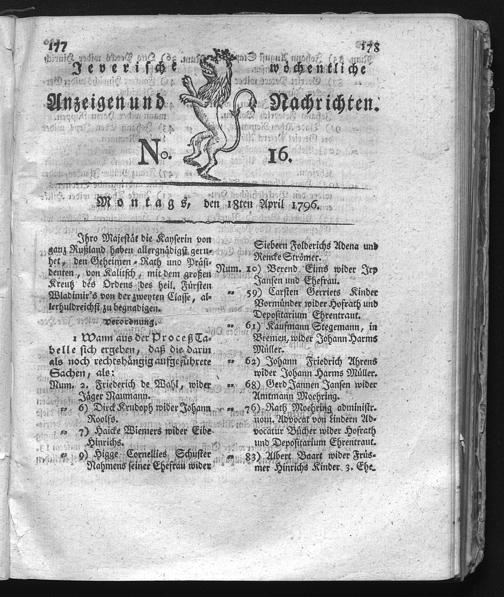 177
178
Jeverische wöchentliche
Anzeigen und Nachrichten.
No. 16.
Montags, den 18ten April 1796.
Ihro Majestät die Kayserin von
ganz Rußland haben allergnädigst geru-
het, den Geheimen-Rath und Präsi-
denten, von Kalitsch, mit dem großen
Kreutz des Ordens des heil. Fürsten
Wladimir's von der zweyten Classe, al-
lerhuldreichst zu begnadigen.
Verordnung.
1 Wann aus der Proceß Ta-
belle sich ergeben, daß die darin
als noch rechtshängig aufgeführete
Sachen, als:
Num. 2. Friederich de Wahl, wider
Jäger Naumann.
" 6) Dirck Krudoph wider Johann
Roolfs.
" 7) Haicke Wiemers wider Eibe
Hinrichs.
" 9) Higge Cornellies Schuster
Nahmens seiner Ehefrau wider
Siebern Folderichs Adena und
Rencke Strömer.
Num. 10) Berend Eims wider Irp
Jansen und Ehefrau.
" 59) Carsten Gerriets Kinder
Vormünder wider Hofrath und
Depositarium Ehrentraut.
" 61) Kaufmann Stegemann, in
Bremen, wider Johann Harms
Müller.
" 62) Johann Friedrich Ahrens
wider Johann Harms Müller.
" 68) Gerd Jannen Jansen wider
Amtmann Moehring.
" 76) Rath Moehring administr.
nom. Advocat von Lindern Ad-
vocatur Bücher wider Hofrath
und Depositarium Ehrentraut.
" 83) Albert Baart wider Früs-
mer Hinrichs Kinder 3. Ehe.